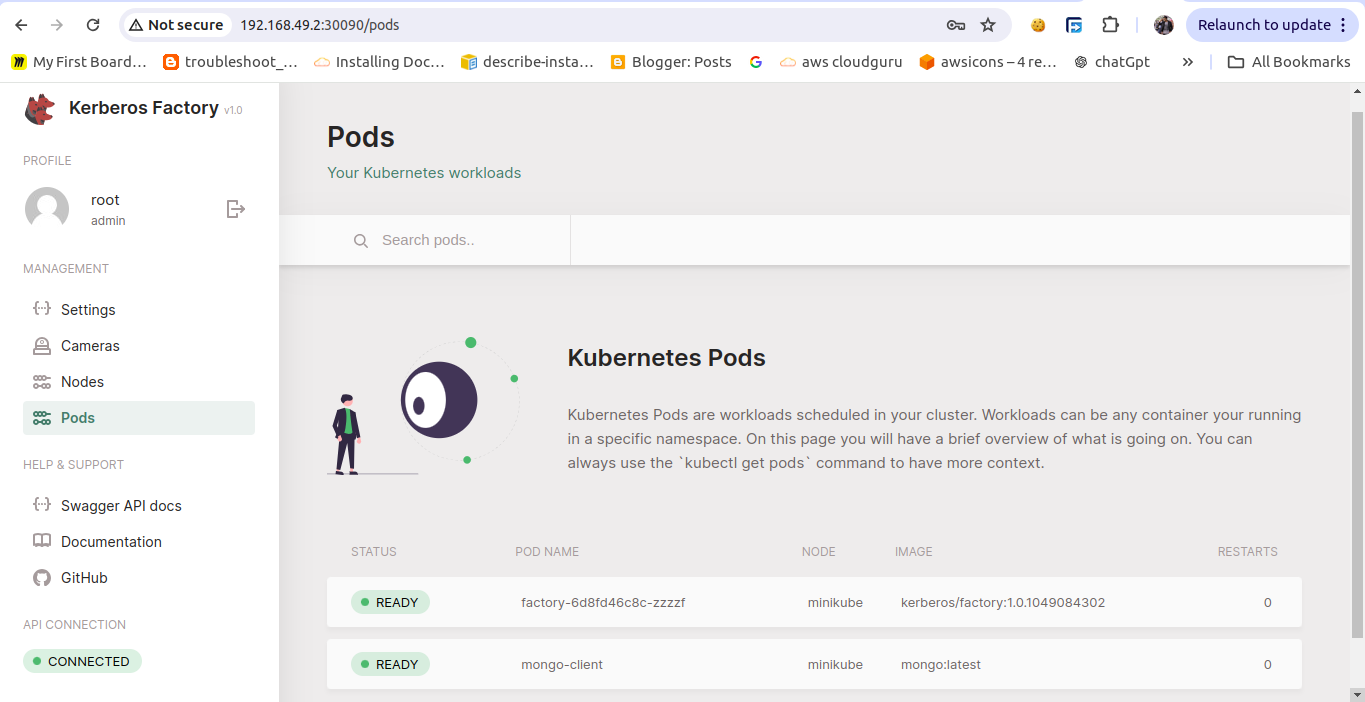 Not secure 192.168.49.2:30090/pods Relaunch to update
My First Board… troubleshoot_… Installing Doc… describe-insta… Blogger: Posts aws cloudguru awsicons – 4 re… chatGpt » All Bookmarks
Kerberos Factory v1.0
PROFILE
root
admin
MANAGEMENT
Settings
Cameras
Nodes
Pods
HELP & SUPPORT
Swagger API docs
Documentation
GitHub
API CONNECTION
CONNECTED
Pods
Your Kubernetes workloads
Search pods..
Kubernetes Pods
Kubernetes Pods are workloads scheduled in your cluster. Workloads can be any container your running
in a specific namespace. On this page you will have a brief overview of what is going on. You can
always use the `kubectl get pods` command to have more context.
STATUS POD NAME NODE IMAGE RESTARTS
READY factory-6d8fd46c8c-zzzzf minikube kerberos/factory:1.0.1049084302 0
READY mongo-client minikube mongo:latest 0